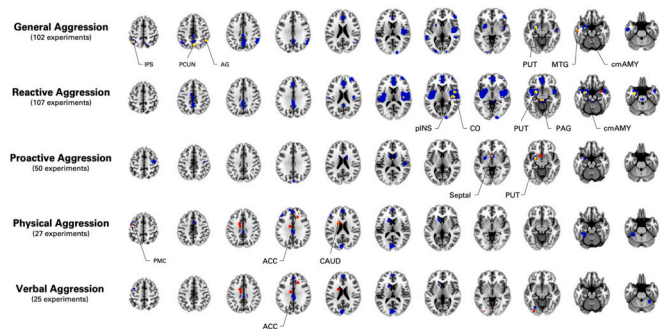 General Aggression
(102 experiments)
IPS
PCUN
AG
PUT
MTG
cmAMY
Reactive Aggression
(107 experiments)
pINS
CO
PUT
PAG
cmAMY
Proactive Aggression
(50 experiments)
Septal
PUT
Physical Aggression
(27 experiments)
PMC
ACC
CAUD
Verbal Aggression
(25 experiments)
ACC